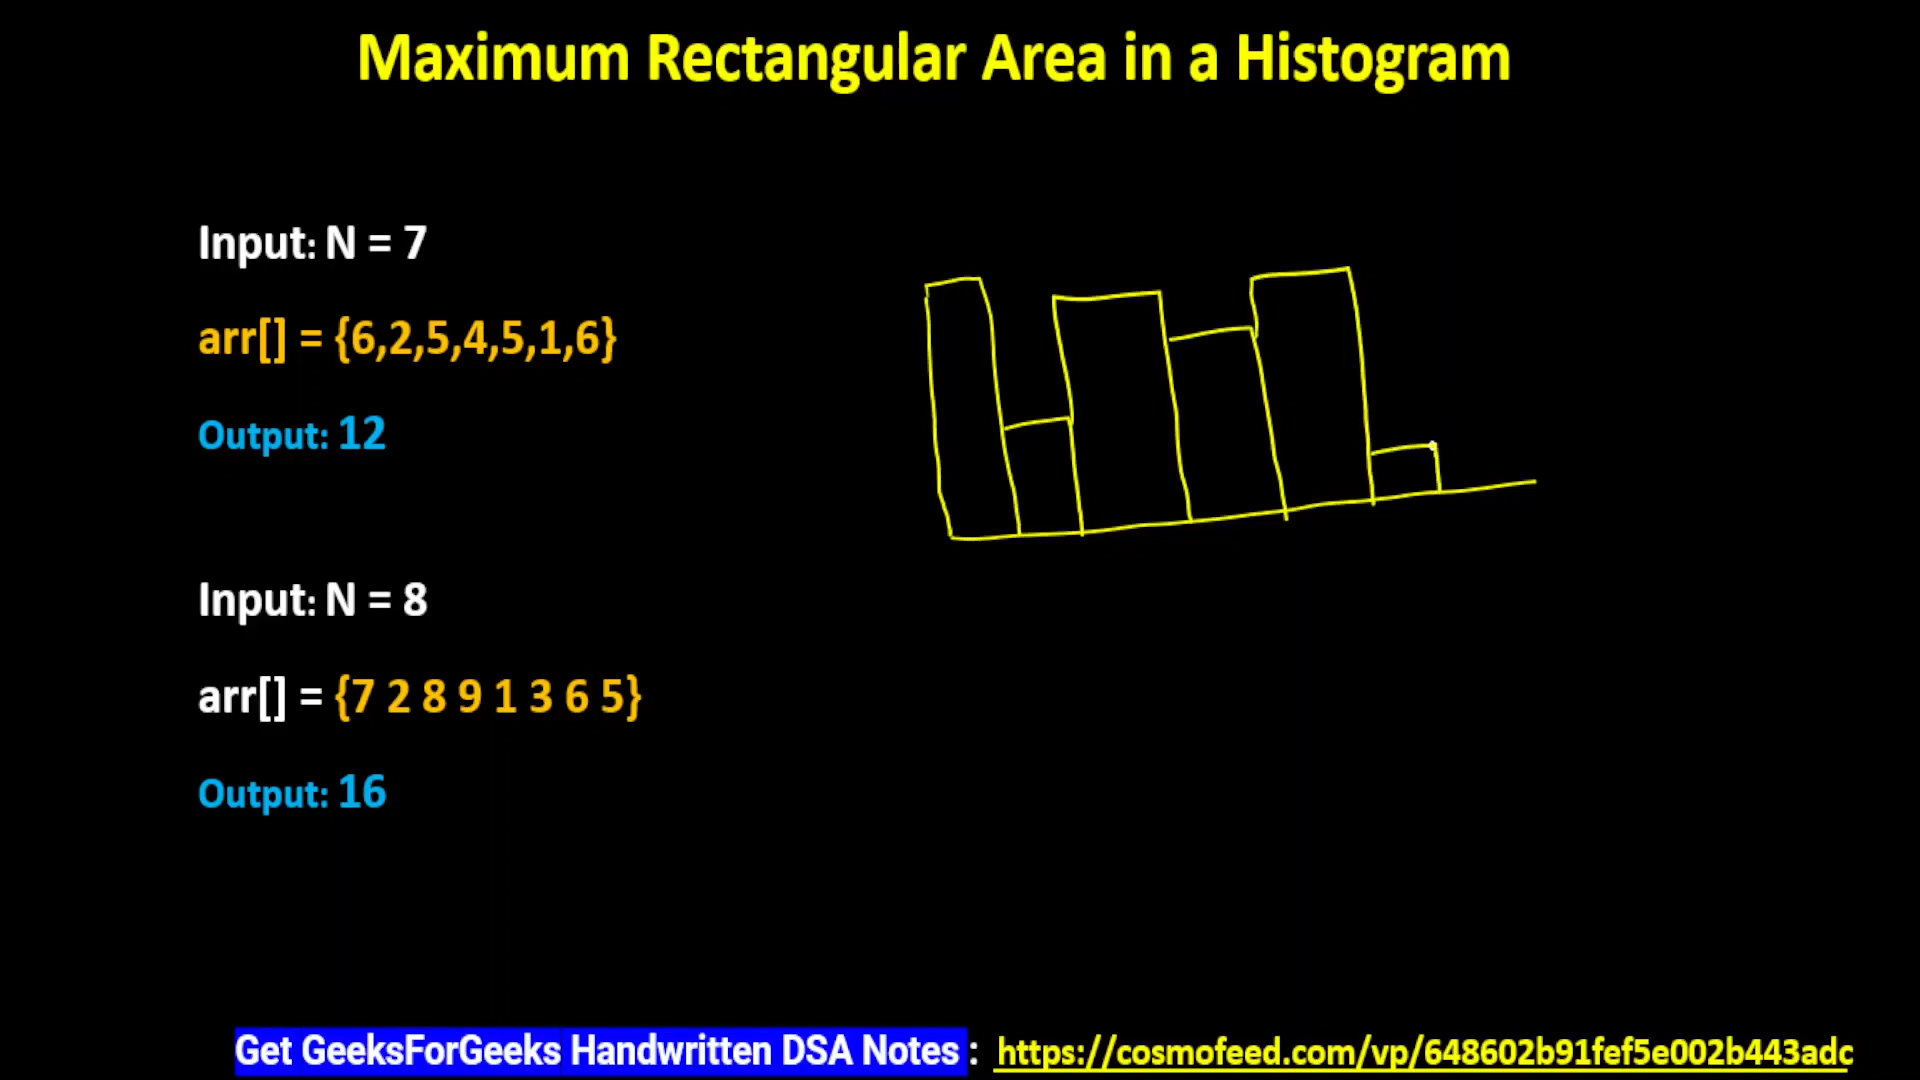 Maximum Rectangular Area in a Histogram
Input: N = 7
arr[] = {6,2,5,4,5,1,6}
Output: 12
Input: N = 8
arr[] = {7 2 8 9 1 3 6 5}
Output: 16
Get GeeksForGeeks Handwritten DSA Notes : https://cosmofeed.com/vp/648602b91fef5e002b443adc